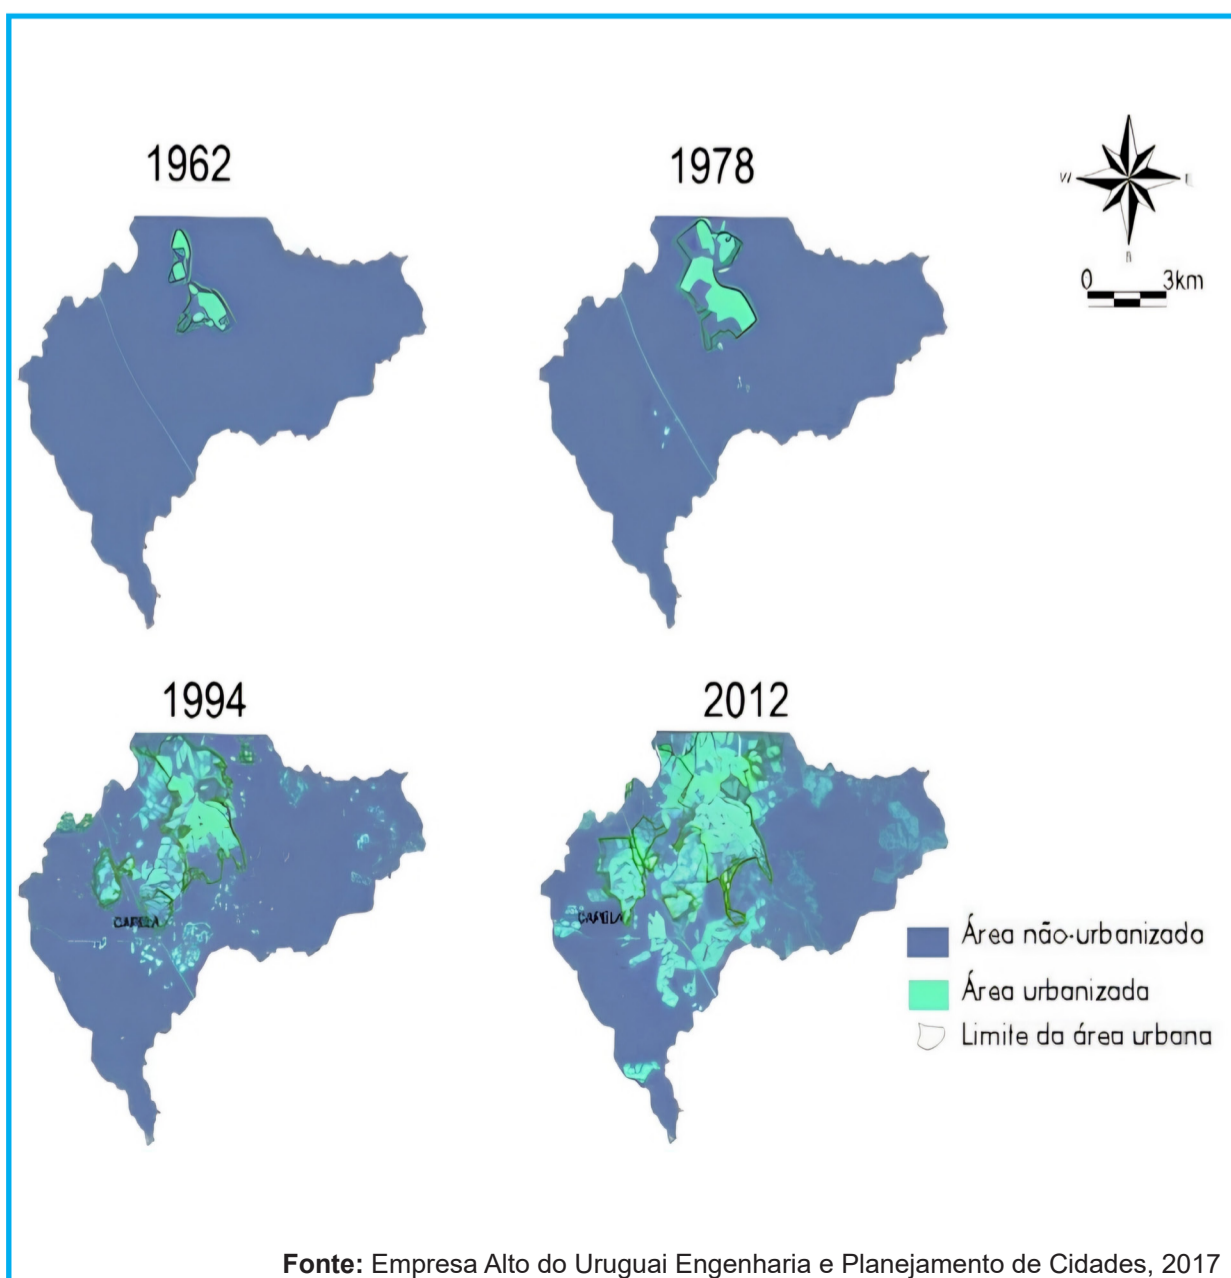 1962
1978
W
0 3km
1994
2012
Área não-urbanizada
Área urbanizada
Limite da área urbana
Fonte: Empresa Alto do Uruguai Engenharia e Planejamento de Cidades, 2017